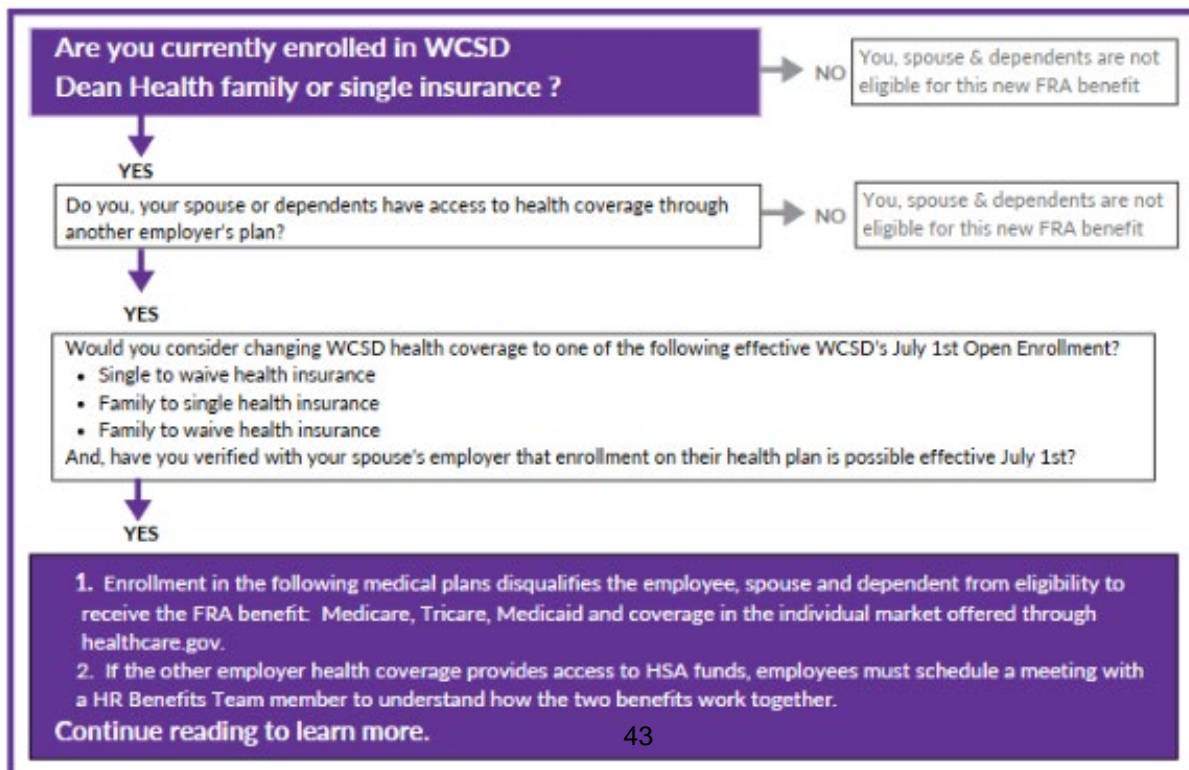 Are you currently enrolled in WCSD
Dean Health family or single insurance ?
NO
You, spouse & dependents are not
eligible for this new FRA benefit
YES
Do you, your spouse or dependents have access to health coverage through
another employer's plan?
NO
You, spouse & dependents are not
eligible for this new FRA benefit
YES
Would you consider changing WCSD health coverage to one of the following effective WCSD's July 1st Open Enrollment?
• Single to waive health insurance
• Family to single health insurance
• Family to waive health insurance
And, have you verified with your spouse's employer that enrollment on their health plan is possible effective July 1st?
YES
1. Enrollment in the following medical plans disqualifies the employee, spouse and dependent from eligibility to
receive the FRA benefit: Medicare, Tricare, Medicaid and coverage in the individual market offered through
healthcare.gov.
2. If the other employer health coverage provides access to HSA funds, employees must schedule a meeting with
a HR Benefits Team member to understand how the two benefits work together.
Continue reading to learn more.
43